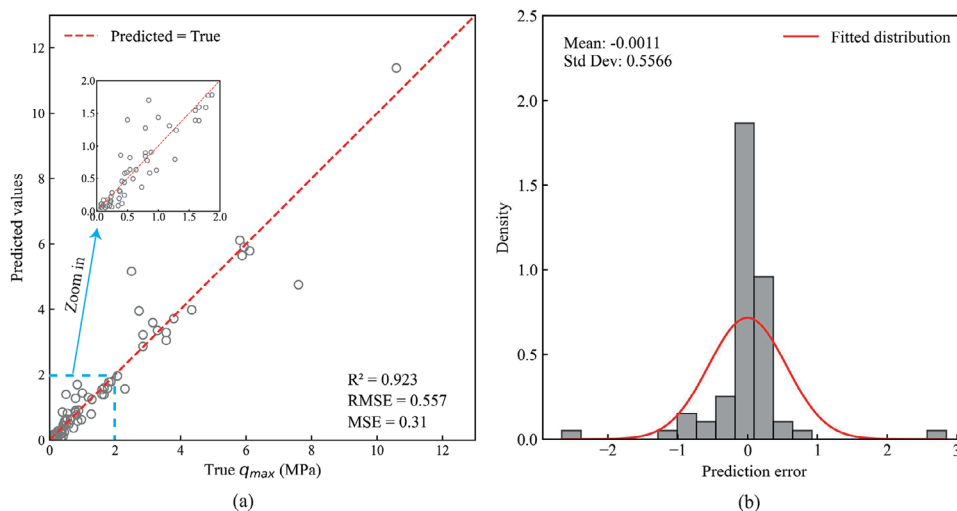 (a)
Predicted = True
12
10
8
6
4
2
0
Predicted values
2.0
1.5
1.0
0.5
0.0
0.0 0.5 1.0 1.5 2.0
Zoom in
R² = 0.923
RMSE = 0.557
MSE = 0.31
0 2 4 6 8 10 12
True qmax (MPa)
(a)
(b)
2.5
2.0
1.5
1.0
0.5
0.0
Density
Mean: -0.0011
Std Dev: 0.5566
Fitted distribution
−2 −1 0 1 2 3
Prediction error
(b)